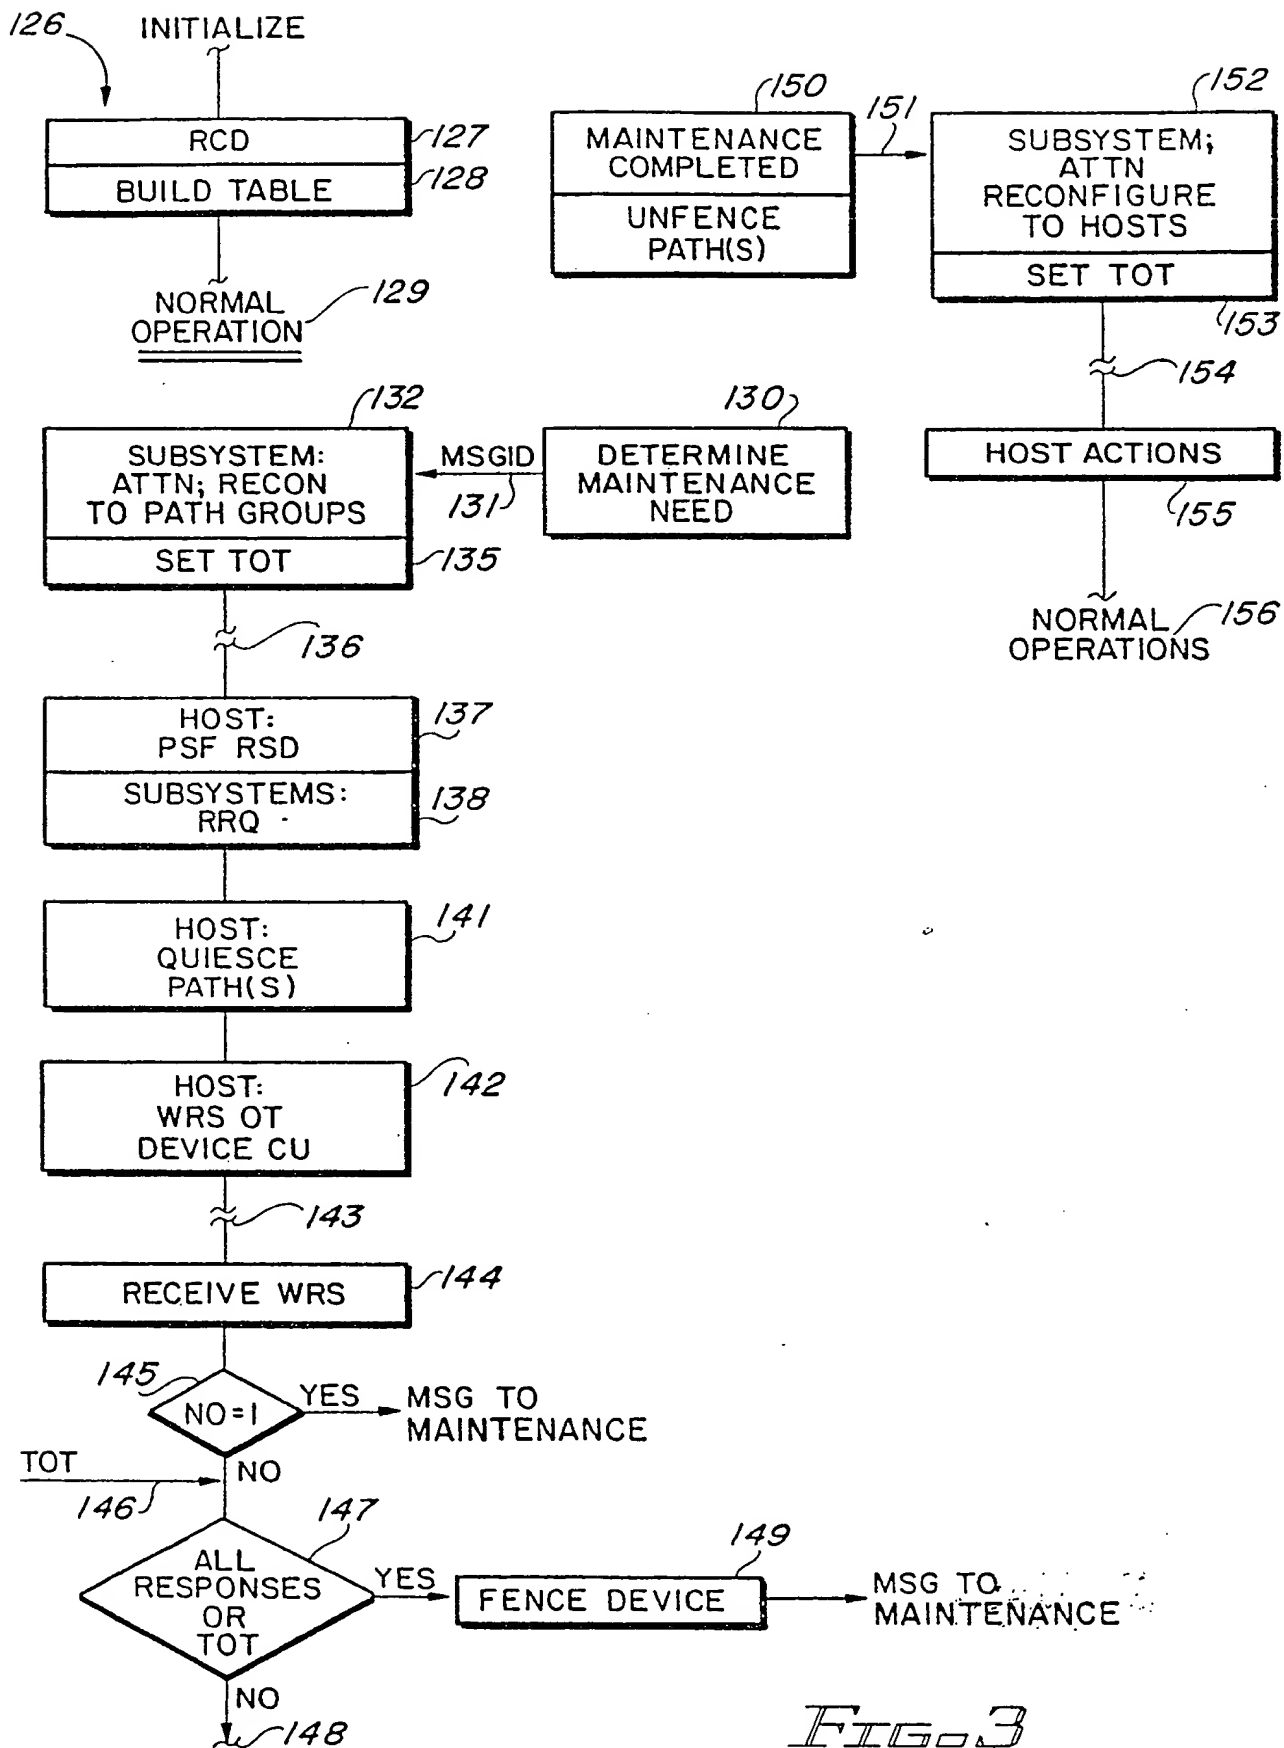 126
INITIALIZE
RCD
127
BUILD TABLE
128
NORMAL
OPERATION
129
MAINTENANCE
COMPLETED
150
UNFENCE
PATH(S)
151
152
SUBSYSTEM;
ATTN
RECONFIGURE
TO HOSTS
SET TOT
153
154
HOST ACTIONS
155
NORMAL
OPERATIONS
156
130
DETERMINE
MAINTENANCE
NEED
MSGID
131
132
SUBSYSTEM:
ATTN; RECON
TO PATH GROUPS
SET TOT
135
136
HOST:
PSF RSD
137
SUBSYSTEMS:
RRQ
138
HOST:
QUIESCE
PATH(S)
141
HOST:
WRS OT
DEVICE CU
142
143
RECEIVE WRS
144
145
NO=1
YES
MSG TO
MAINTENANCE
NO
TOT
146
147
ALL
RESPONSES
OR
TOT
YES
149
FENCE DEVICE
MSG TO
MAINTENANCE
NO
148
FIG. 3